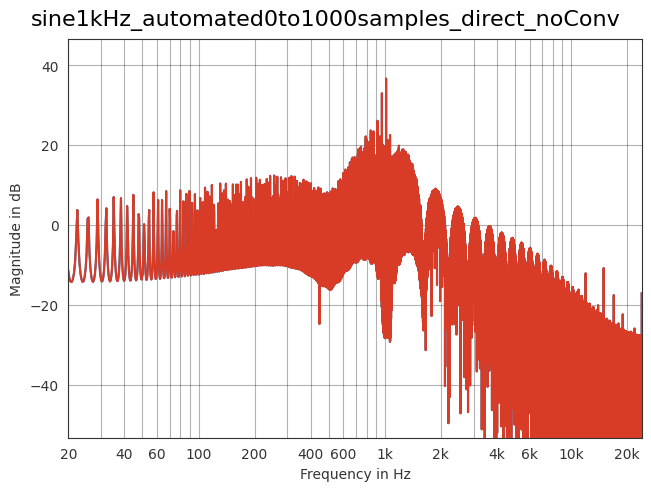 sine1kHz_automated0to1000samples_direct_noConv
Magnitude in dB
40
20
0
−20
−40
20 40 60 100 200 400 600 1k 2k 4k 6k 10k 20k
Frequency in Hz